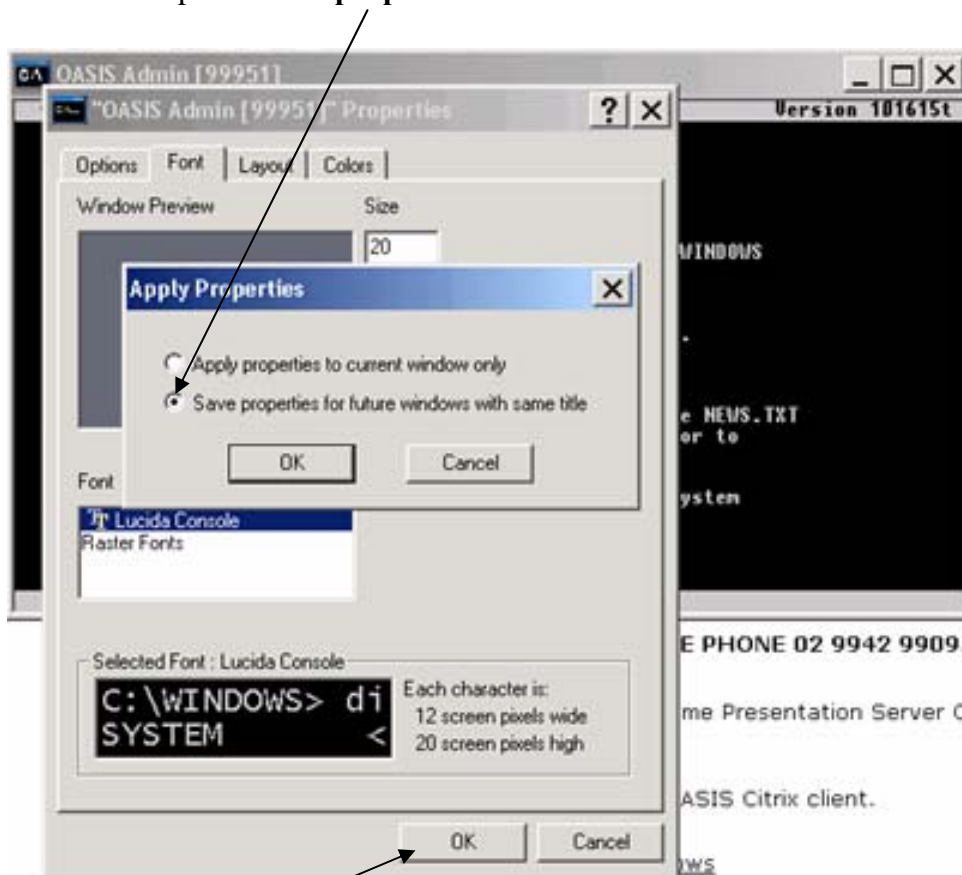 OASIS Admin [99951]
"OASIS Admin [99951]" Properties
Version 101615t
Options Font Layout Colors
Window Preview
Size
20
WINDOWS
Apply Properties
Apply properties to current window only
Save properties for future windows with same title
OK Cancel
e NEWS.TXT
or to
ystem
Font
Lucida Console
Raster Fonts
Selected Font : Lucida Console
C:\WINDOWS> di
SYSTEM <
Each character is:
12 screen pixels wide
20 screen pixels high
OK Cancel
E PHONE 02 9942 9909
me Presentation Server C
ASIS Citrix client.
ows